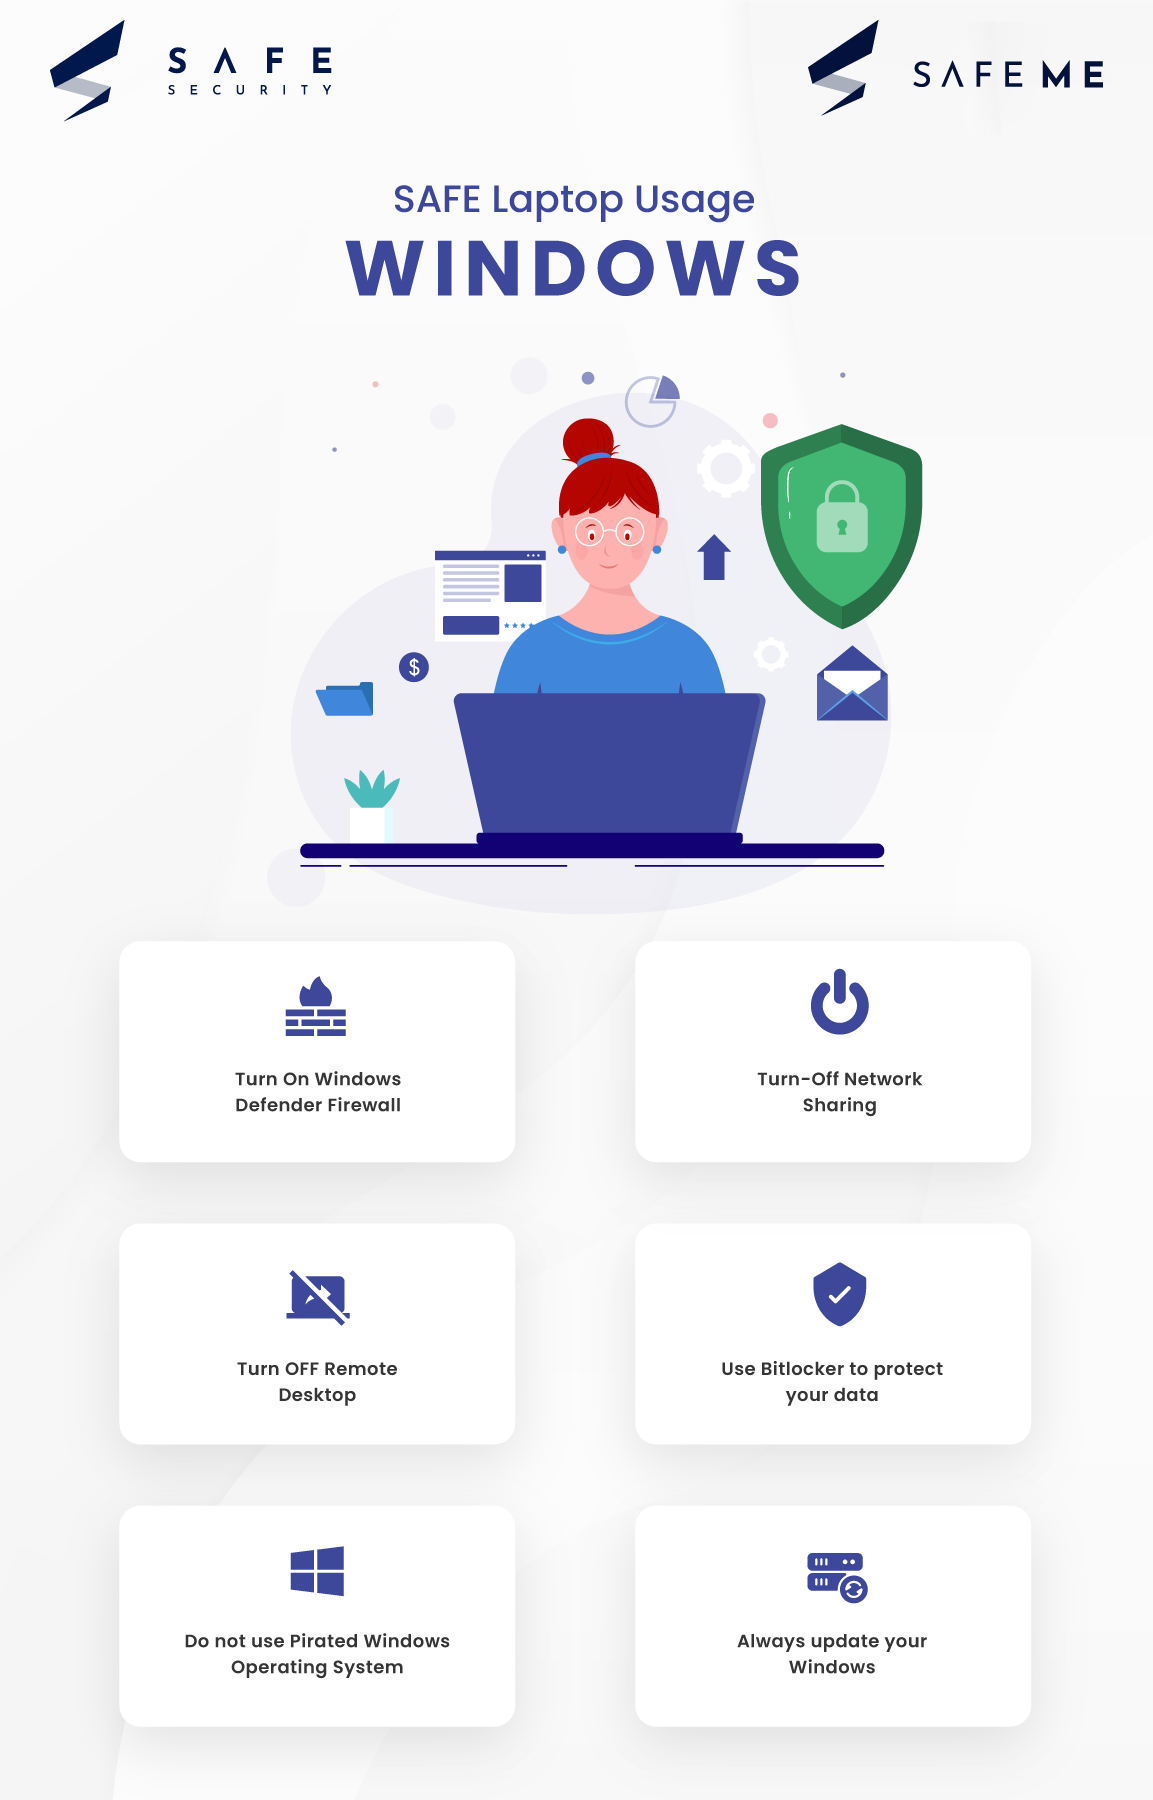 SAFE
SECURITY
SAFE ME
SAFE Laptop Usage
WINDOWS
$
Turn On Windows
Defender Firewall
Turn-Off Network
Sharing
Turn OFF Remote
Desktop
Use Bitlocker to protect
your data
Do not use Pirated Windows
Operating System
Always update your
Windows